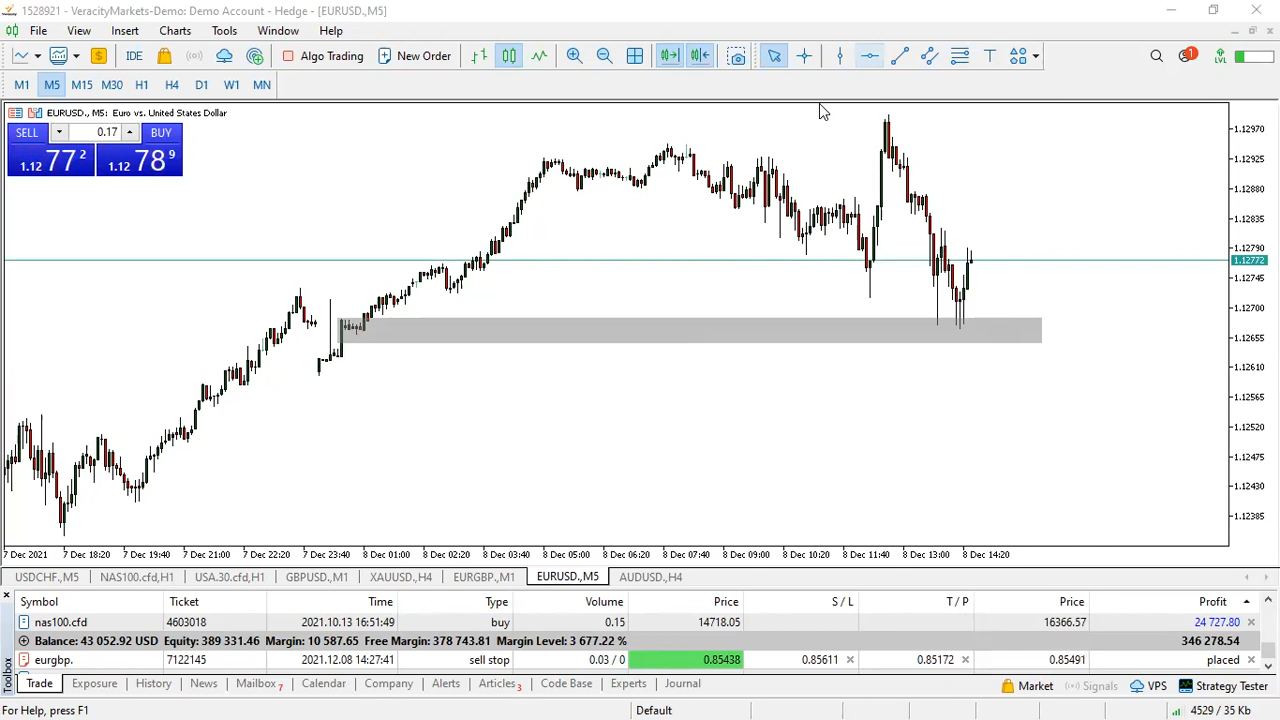 1528921 - VeracityMarkets-Demo: Demo Account - Hedge - [EURUSD.,M5]
File View Insert Charts Tools Window Help
IDE Algo Trading New Order 1 LVL
M1 M5 M15 M30 H1 H4 D1 W1 MN
EURUSD., M5: Euro vs. United States Dollar
SELL 0.17 BUY
1.12 77 2 1.12 78 9
1.12970
1.12925
1.12880
1.12835
1.12790
1.12772
1.12745
1.12700
1.12655
1.12610
1.12565
1.12520
1.12475
1.12430
1.12385
7 Dec 2021 7 Dec 18:20 7 Dec 19:40 7 Dec 21:00 7 Dec 22:20 7 Dec 23:40 8 Dec 01:00 8 Dec 02:20 8 Dec 03:40 8 Dec 05:00 8 Dec 06:20 8 Dec 07:40 8 Dec 09:00 8 Dec 10:20 8 Dec 11:40 8 Dec 13:00 8 Dec 14:20
USDCHF.,M5 NAS100.cfd,H1 USA.30.cfd,H1 GBPUSD.,M1 XAUUSD.,H4 EURGBP.,M1 EURUSD.,M5 AUDUSD.,H4
Symbol Ticket Time Type Volume Price S / L T / P Price Profit
nas100.cfd 4603018 2021.10.13 16:51:49 buy 0.15 14718.05 16366.57 24 727.80
Balance: 43 052.92 USD Equity: 389 331.46 Margin: 10 587.65 Free Margin: 378 743.81 Margin Level: 3 677.22 % 346 278.54
eurgbp. 7122145 2021.12.08 14:27:41 sell stop 0.03 / 0 0.85438 0.85611 0.85172 0.85491 placed
Toolbox
Trade Exposure History News Mailbox 7 Calendar Company Alerts Articles 3 Code Base Experts Journal Market Signals VPS Strategy Tester
For Help, press F1 Default 4529 / 35 Kb